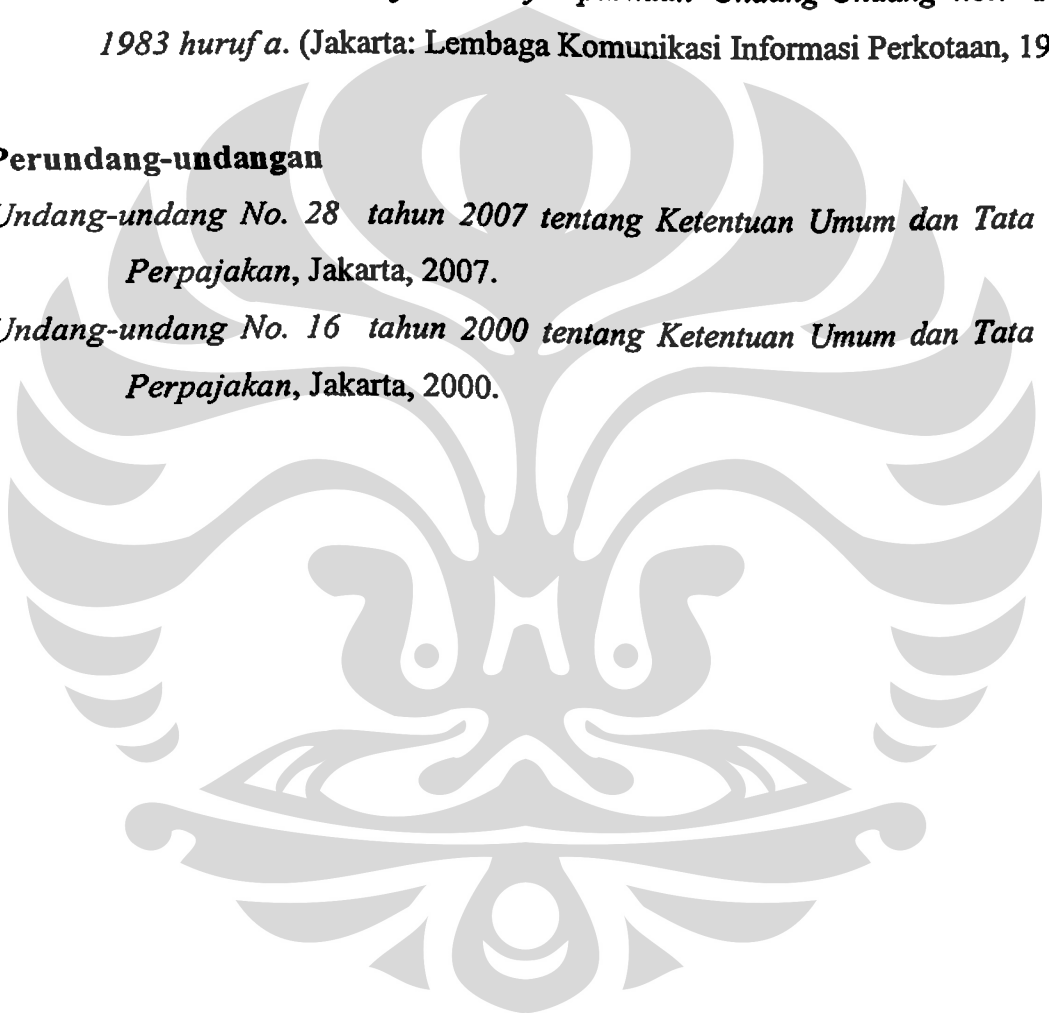 Undang-Undang
1983 huruf a. (Jakarta: Lembaga Komunikasi Informasi Perkotaan, 19
Perundang-undangan
Undang-undang No. 28 tahun 2007 tentang Ketentuan Umum dan Tata
Perpajakan, Jakarta, 2007.
Undang-undang No. 16 tahun 2000 tentang Ketentuan Umum dan Tata
Perpajakan, Jakarta, 2000.